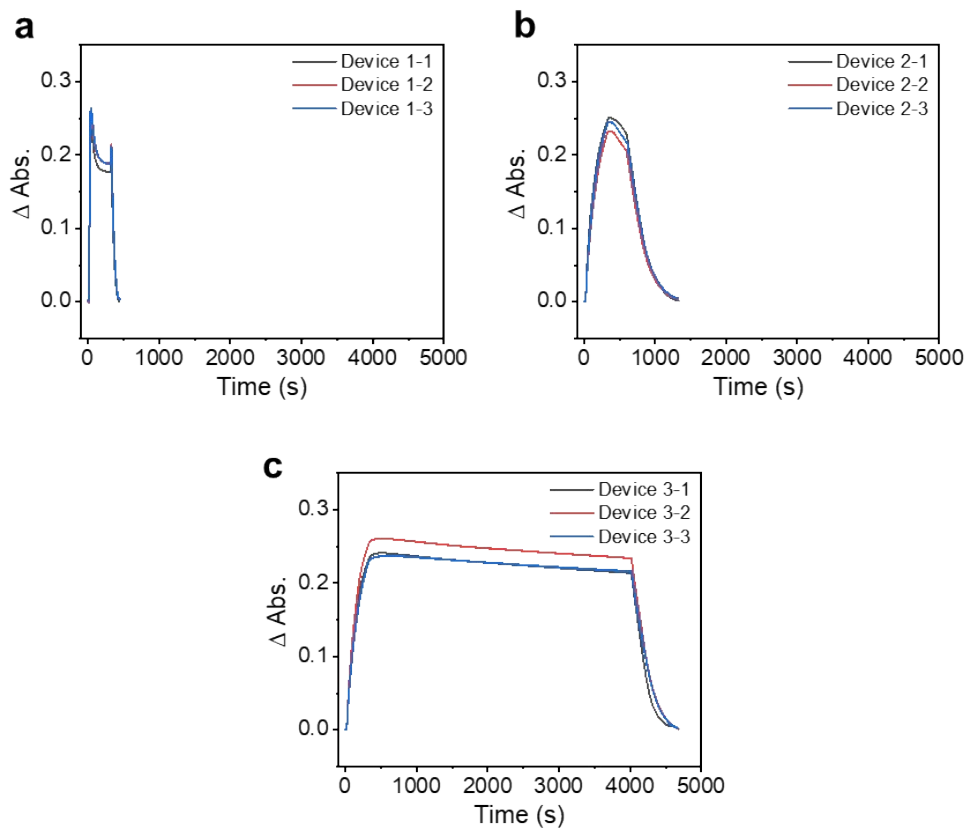 a
Device 1-1
Device 1-2
Device 1-3
0.3
0.2
0.1
0.0
Δ Abs.
0 1000 2000 3000 4000 5000
Time (s)
b
Device 2-1
Device 2-2
Device 2-3
0.3
0.2
0.1
0.0
Δ Abs.
0 1000 2000 3000 4000 5000
Time (s)
c
Device 3-1
Device 3-2
Device 3-3
0.3
0.2
0.1
0.0
Δ Abs.
0 1000 2000 3000 4000 5000
Time (s)